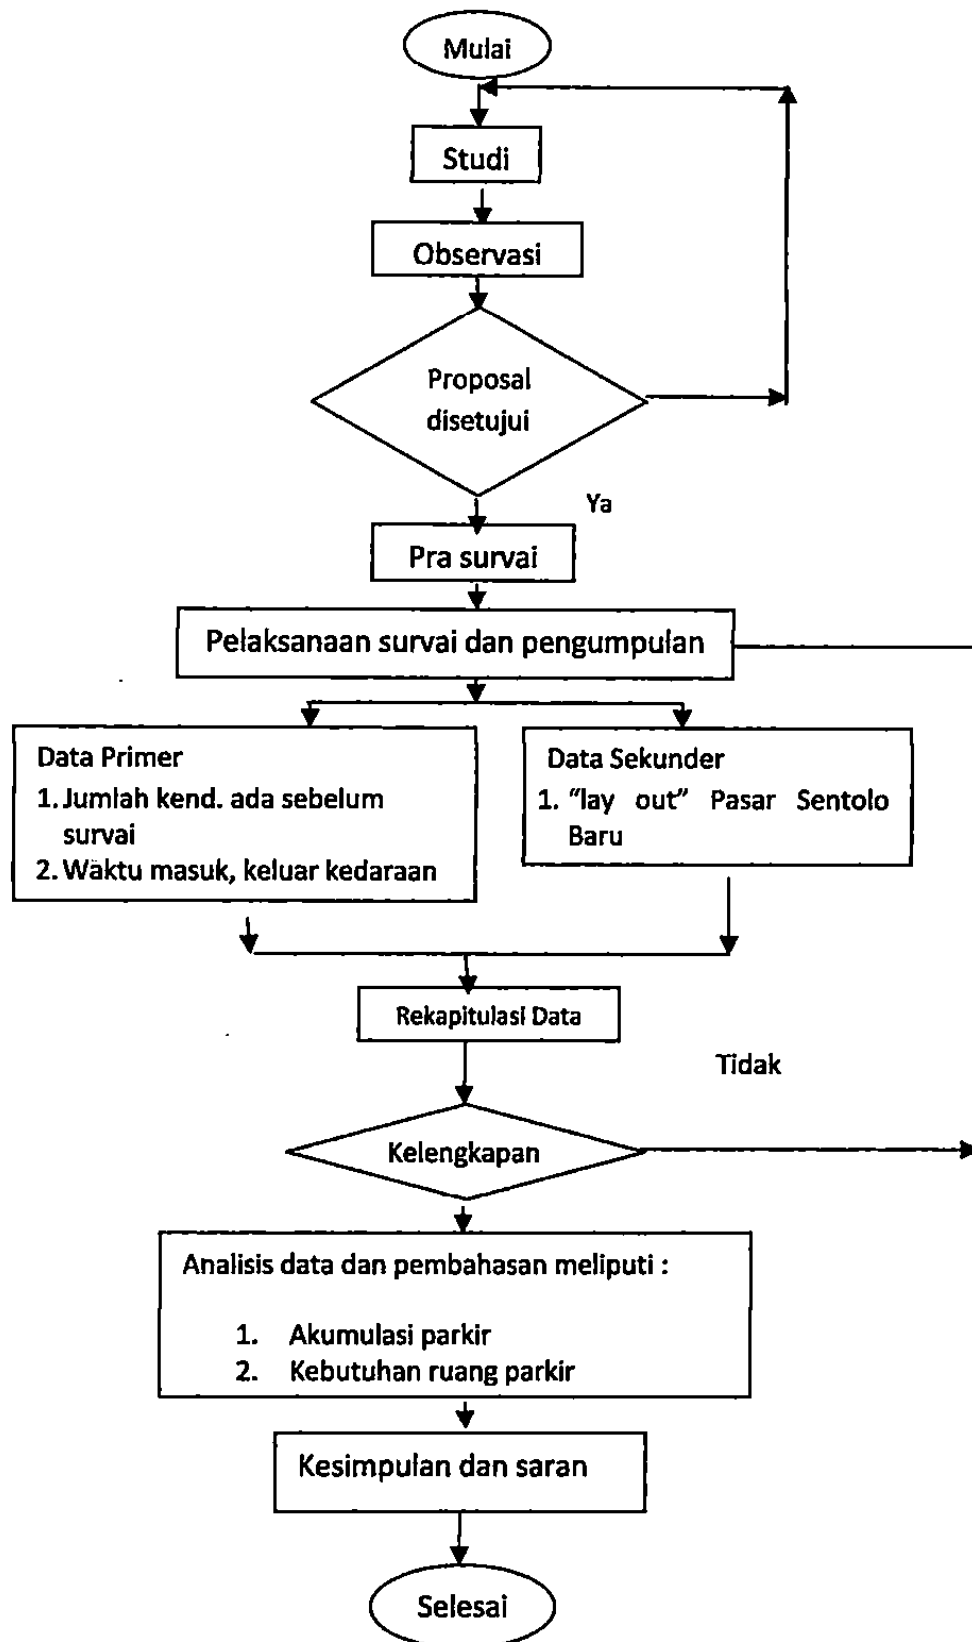 Mulai
Studi
Observasi
Proposal
disetujui
Ya
Pra survai
Pelaksanaan survai dan pengumpulan
Data Primer
1. Jumlah kend. ada sebelum
survai
2. Waktu masuk, keluar kedaraan
Data Sekunder
1. “lay out” Pasar Sentolo
Baru
Rekapitulasi Data
Tidak
Kelengkapan
Analisis data dan pembahasan meliputi :
1. Akumulasi parkir
2. Kebutuhan ruang parkir
Kesimpulan dan saran
Selesai